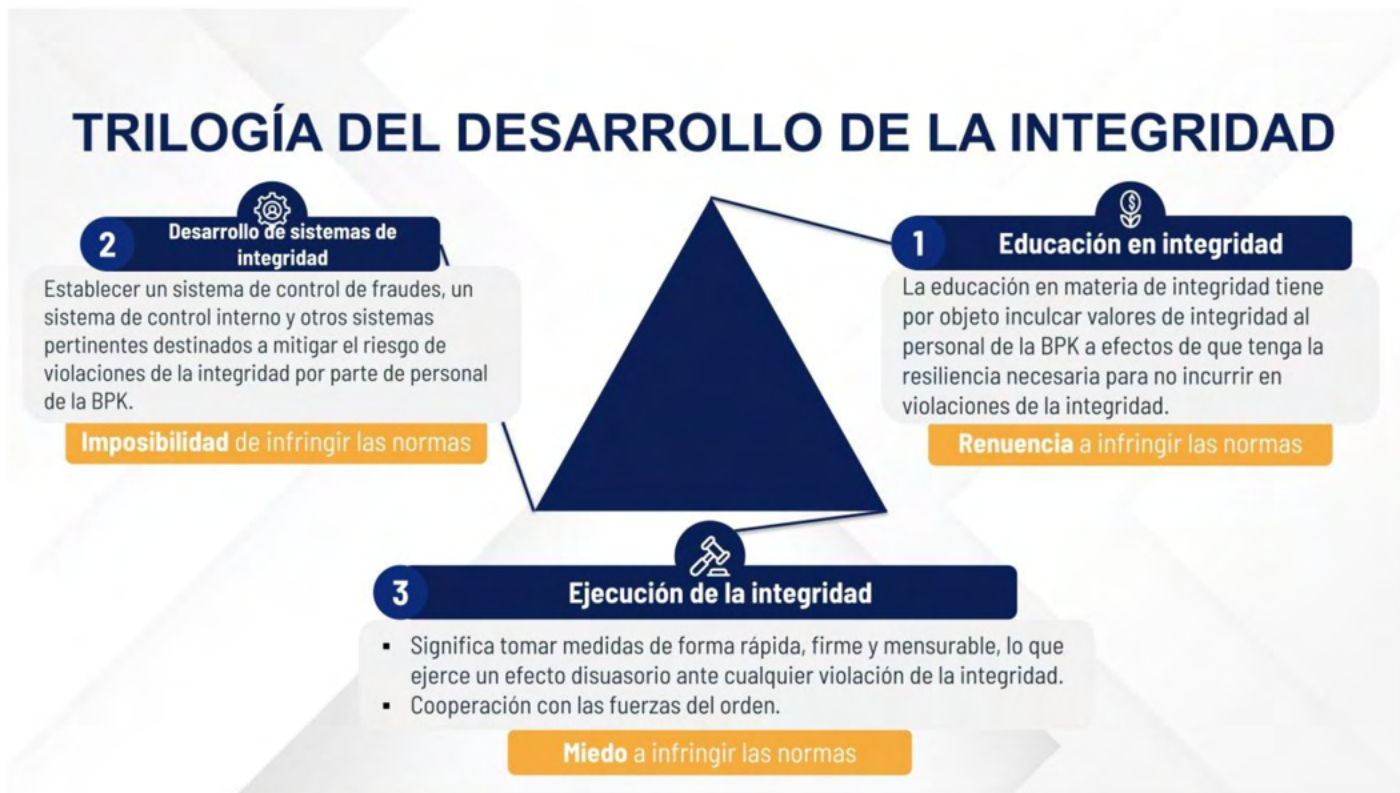 TRILOGÍA DEL DESARROLLO DE LA INTEGRIDAD
1
Educación en integridad
La educación en materia de integridad tiene
por objeto inculcar valores de integridad al
personal de la BPK a efectos de que tenga la
resiliencia necesaria para no incurrir en
violaciones de la integridad.
Renuencia a infringir las normas
2
Desarrollo de sistemas de
integridad
Establecer un sistema de control de fraudes, un
sistema de control interno y otros sistemas
pertinentes destinados a mitigar el riesgo de
violaciones de la integridad por parte de personal
de la BPK.
Imposibilidad de infringir las normas
3
Ejecución de la integridad
▪ Significa tomar medidas de forma rápida, firme y mensurable, lo que
ejerce un efecto disuasorio ante cualquier violación de la integridad.
▪ Cooperación con las fuerzas del orden.
Miedo a infringir las normas